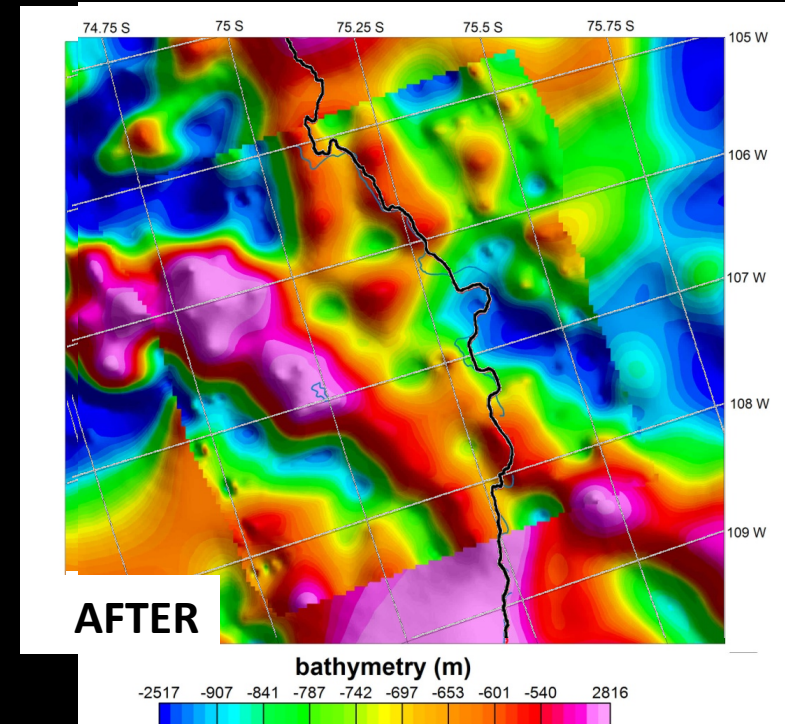 74.75 S 75 S 75.25 S 75.5 S 75.75 S
105 W
106 W
107 W
108 W
109 W
AFTER
bathymetry (m)
-2517 -907 -841 -787 -742 -697 -653 -601 -540 2816